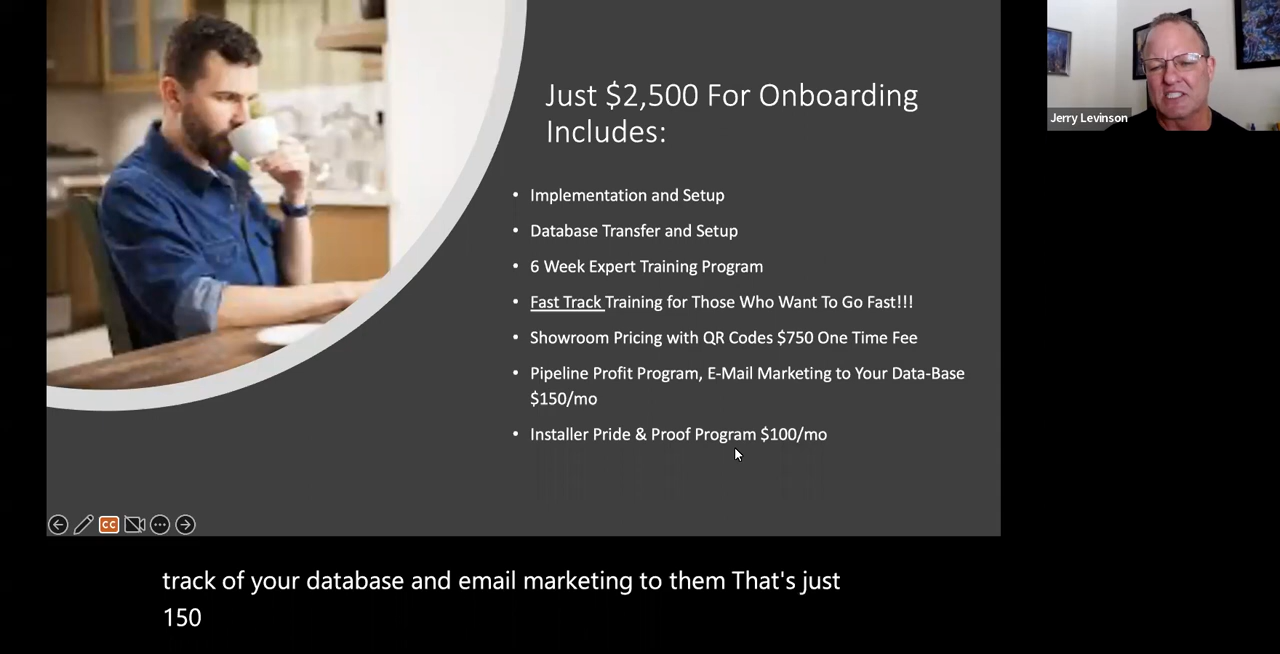 Just $2,500 For Onboarding
Includes:
Jerry Levinson
• Implementation and Setup
• Database Transfer and Setup
• 6 Week Expert Training Program
• Fast Track Training for Those Who Want To Go Fast!!!
• Showroom Pricing with QR Codes $750 One Time Fee
• Pipeline Profit Program, E-Mail Marketing to Your Data-Base
$150/mo
• Installer Pride & Proof Program $100/mo
CC
track of your database and email marketing to them That's just
150